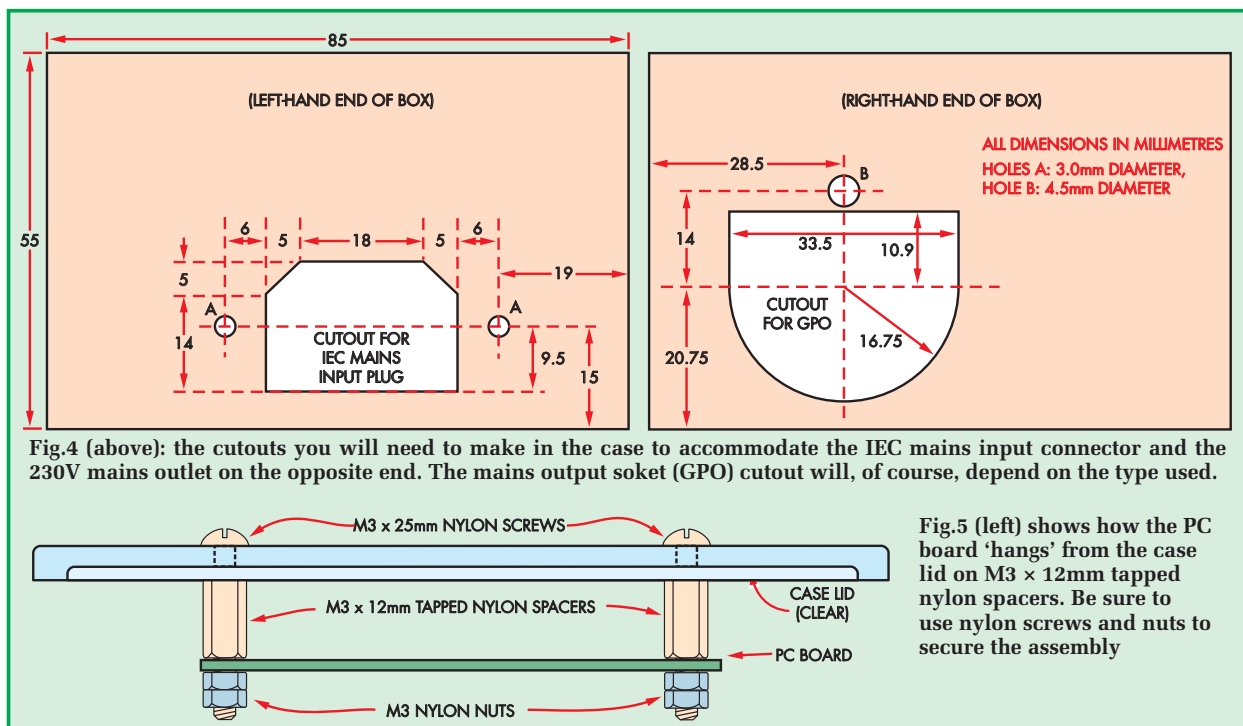 85
(LEFT-HAND END OF BOX)
55
6
5
18
5
6
19
5
14
A
A
CUTOUT FOR
IEC MAINS
INPUT PLUG
9.5
15
(RIGHT-HAND END OF BOX)
ALL DIMENSIONS IN MILLIMETRES
HOLES A: 3.0mm DIAMETER,
HOLE B: 4.5mm DIAMETER
28.5
B
14
33.5
10.9
CUTOUT
FOR GPO
16.75
20.75
Fig.4 (above): the cutouts you will need to make in the case to accommodate the IEC mains input connector and the
230V mains outlet on the opposite end. The mains output soket (GPO) cutout will, of course, depend on the type used.
M3 x 25mm NYLON SCREWS
CASE LID
(CLEAR)
M3 x 12mm TAPPED NYLON SPACERS
PC BOARD
M3 NYLON NUTS
Fig.5 (left) shows how the PC
board ‘hangs’ from the case
lid on M3 × 12mm tapped
nylon spacers. Be sure to
use nylon screws and nuts to
secure the assembly